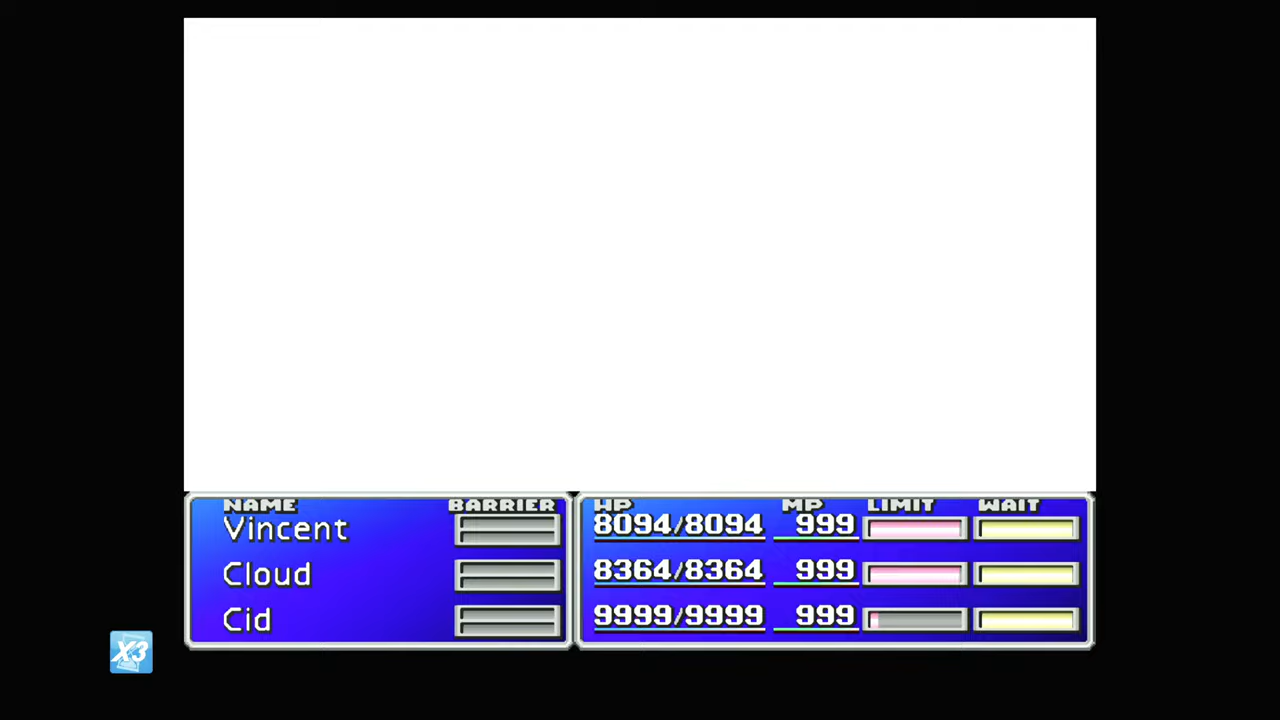 NAME BARRIER HP MP LIMIT WAIT
Vincent 8094/8094 999
Cloud 8364/8364 999
Cid 9999/9999 999
X3